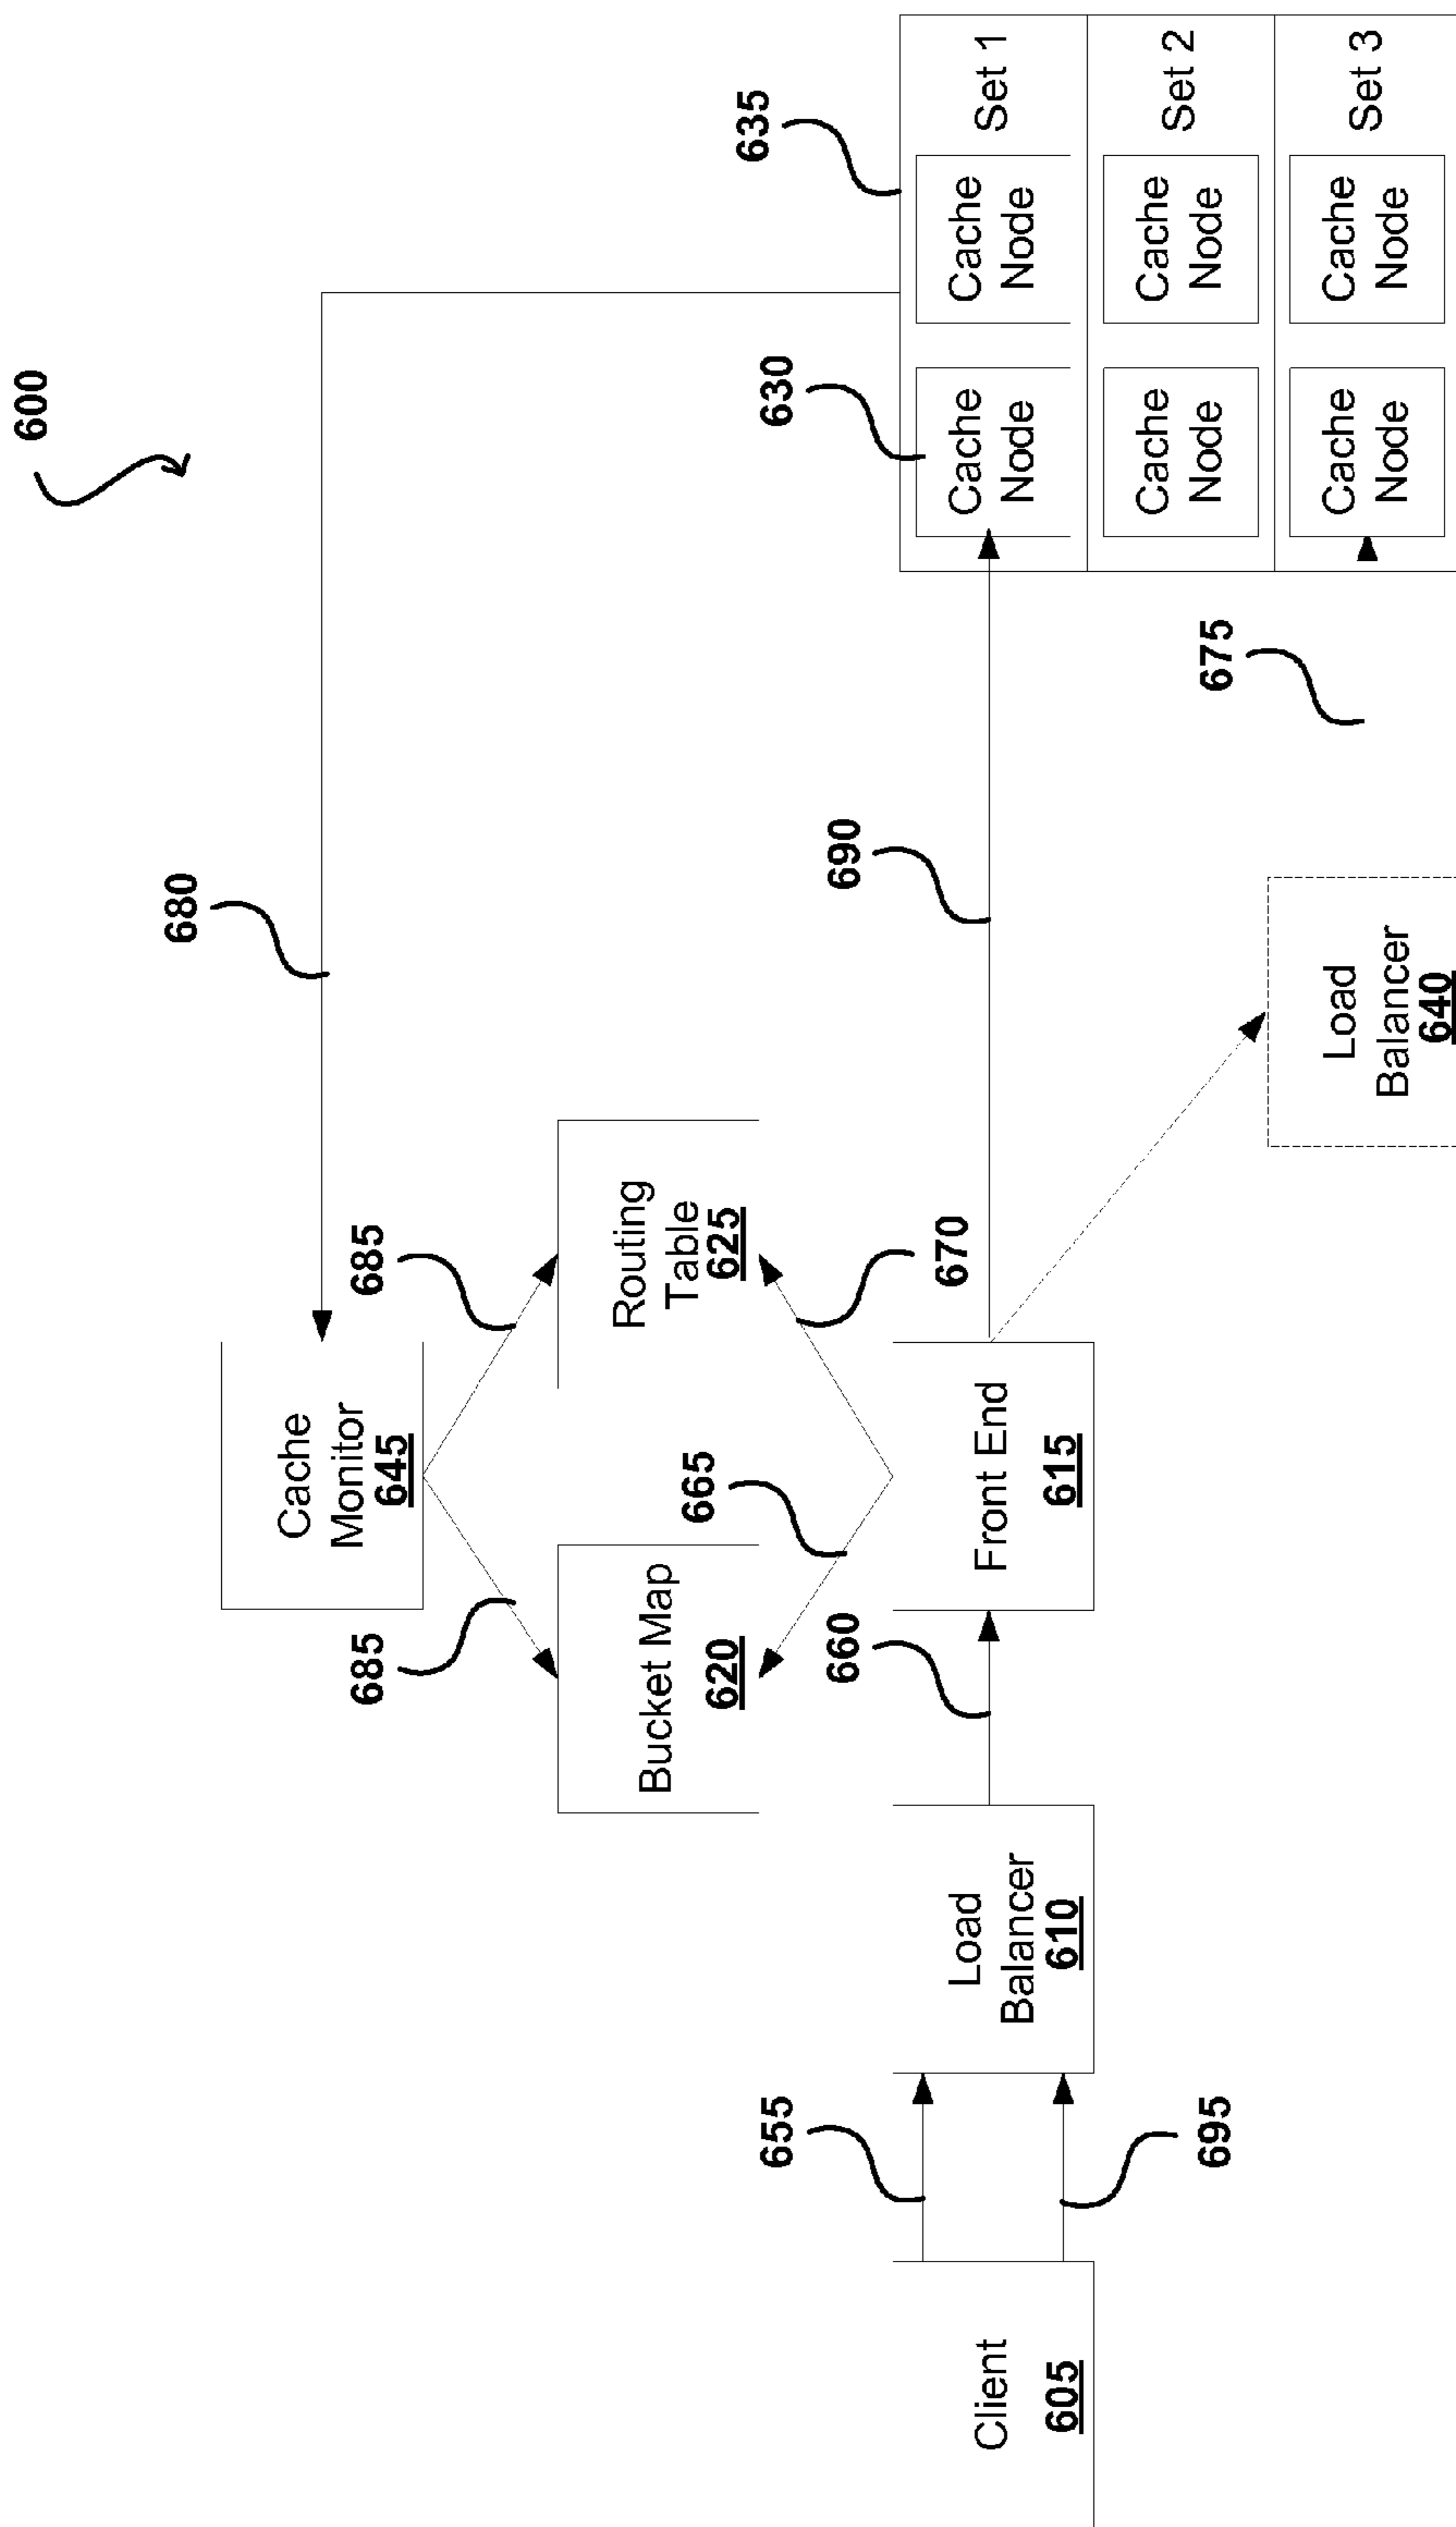 600
680
Cache
Monitor
645
685
685
635
Bucket Map
620
Routing
Table
625
630
665
670
690
655
660
Client
605
Load
Balancer
610
Front End
615
Cache
Node
Cache
Node
Set 1
Cache
Node
Cache
Node
Set 2
695
675
Load
Balancer
640
Cache
Node
Cache
Node
Set 3